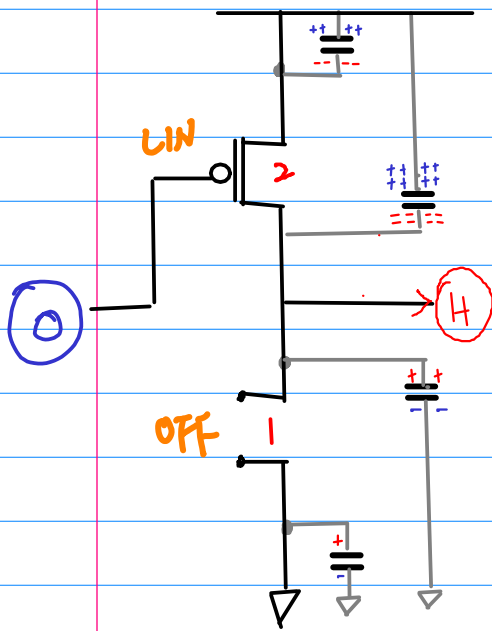 ++ ++
-- --
LIN
2
++ ++
++ ++
-- -- --
-- -- --
0
H
+ +
- -
OFF
1
+
-